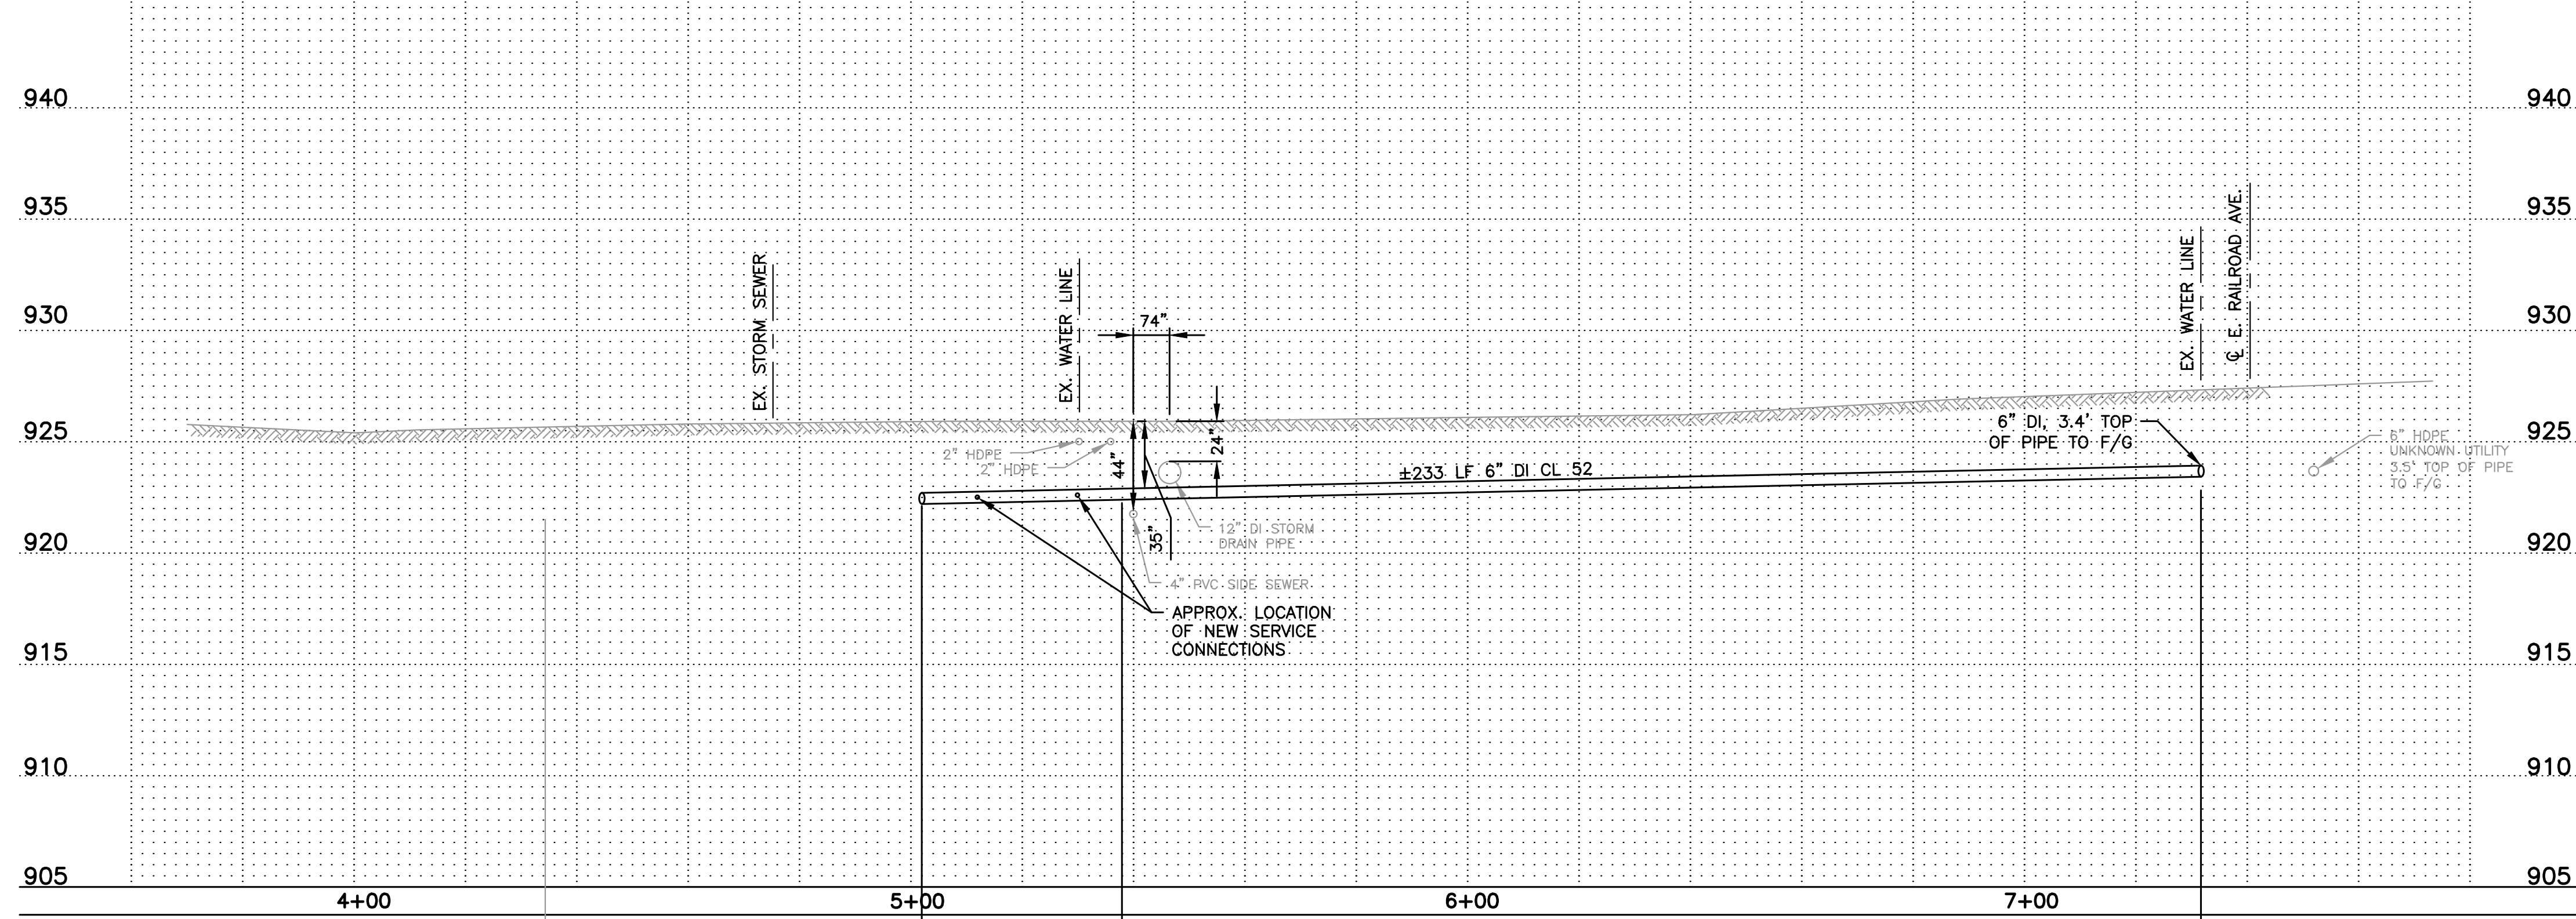 940
940
935
935
930
930
925
925
920
920
915
915
910
910
905
905
EX. STORM SEWER
EX. WATER LINE
74"
EX. WATER LINE
℄ E. RAILROAD AVE.
2" HDPE
2" HDPE
44"
24"
35"
±233 LF 6" DI CL 52
6" DI, 3.4' TOP
OF PIPE TO F/G
6" HDPE
UNKNOWN UTILITY
3.5' TOP OF PIPE
TO F/G
12" DI STORM
DRAIN PIPE
4" PVC SIDE SEWER
APPROX. LOCATION
OF NEW SERVICE
CONNECTIONS
4+00
5+00
6+00
7+00